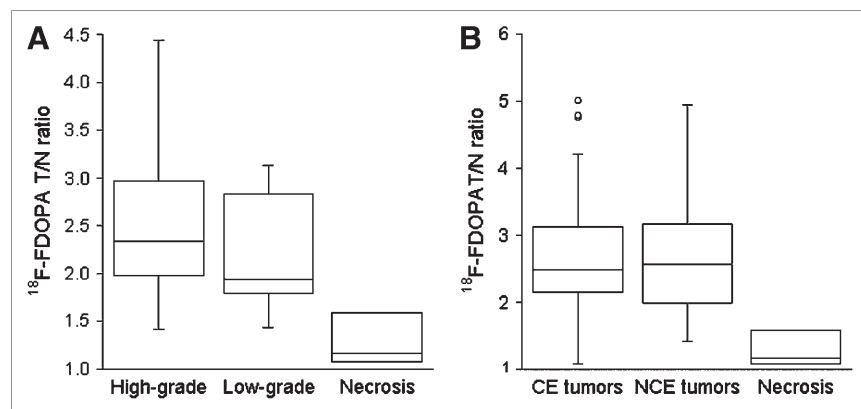 A
¹⁸F-FDOPA T/N ratio
4.5
4.0
3.5
3.0
2.5
2.0
1.5
1.0
High-grade Low-grade Necrosis
B
¹⁸F-FDOPA T/N ratio
6
5
4
3
2
1
CE tumors NCE tumors Necrosis